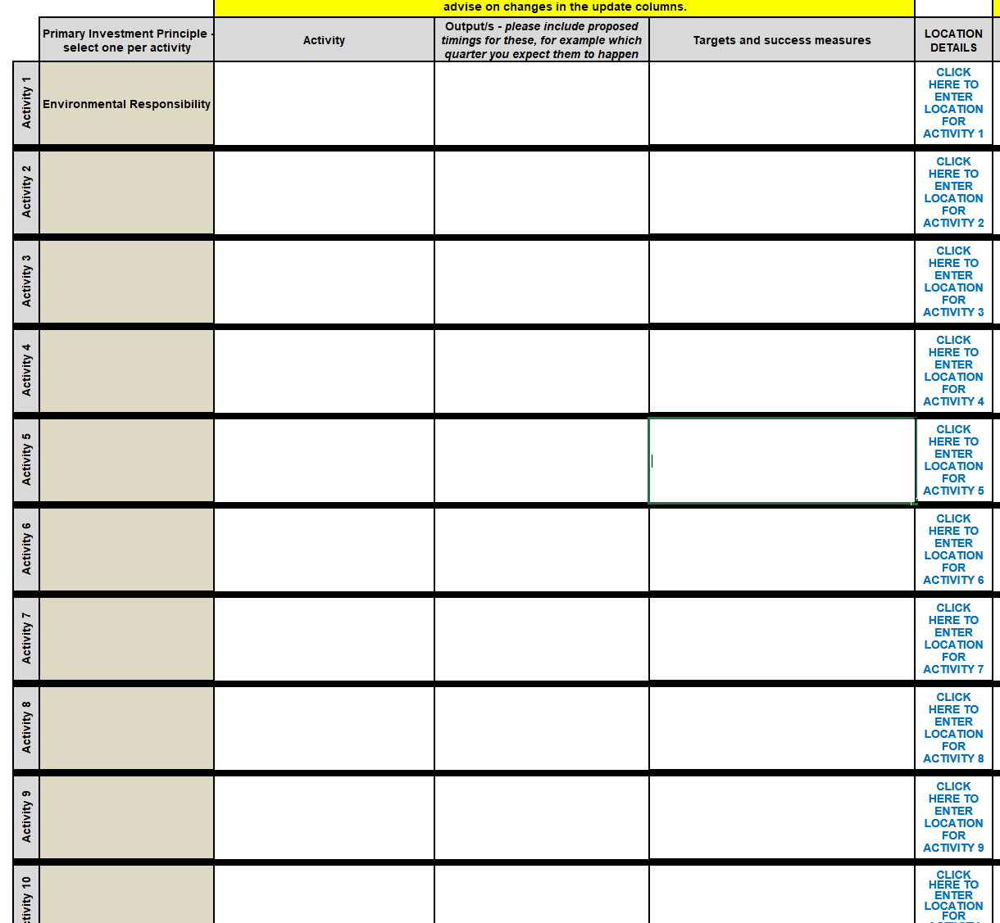 advise on changes in the update columns.
Primary Investment Principle -
select one per activity
Activity
Output/s - please include proposed
timings for these, for example which
quarter you expect them to happen
Targets and success measures
LOCATION
DETAILS
Activity 1
Environmental Responsibility
CLICK
HERE TO
ENTER
LOCATION
FOR
ACTIVITY 1
Activity 2
CLICK
HERE TO
ENTER
LOCATION
FOR
ACTIVITY 2
Activity 3
CLICK
HERE TO
ENTER
LOCATION
FOR
ACTIVITY 3
Activity 4
CLICK
HERE TO
ENTER
LOCATION
FOR
ACTIVITY 4
Activity 5
CLICK
HERE TO
ENTER
LOCATION
FOR
ACTIVITY 5
Activity 6
CLICK
HERE TO
ENTER
LOCATION
FOR
ACTIVITY 6
Activity 7
CLICK
HERE TO
ENTER
LOCATION
FOR
ACTIVITY 7
Activity 8
CLICK
HERE TO
ENTER
LOCATION
FOR
ACTIVITY 8
Activity 9
CLICK
HERE TO
ENTER
LOCATION
FOR
ACTIVITY 9
tivity 10
CLICK
HERE TO
ENTER
LOCATION
FOR